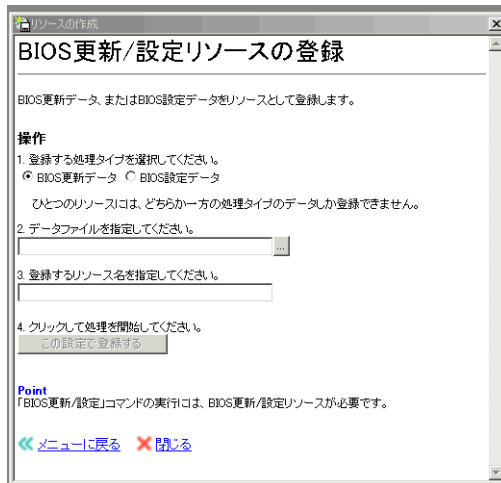 リソースの作成
BIOS更新/設定リソースの登録
BIOS更新データ、またはBIOS設定データをリソースとして登録します。
操作
1. 登録する処理タイプを選択してください。
BIOS更新データ BIOS設定データ
ひとつのリソースには、どちらか一方の処理タイプのデータしか登録できません。
2. データファイルを指定してください。
...
3. 登録するリソース名を指定してください。
4. クリックして処理を開始してください。
この設定で登録する
Point
「BIOS更新/設定」コマンドの実行には、BIOS更新/設定リソースが必要です。
メニューに戻る 閉じる